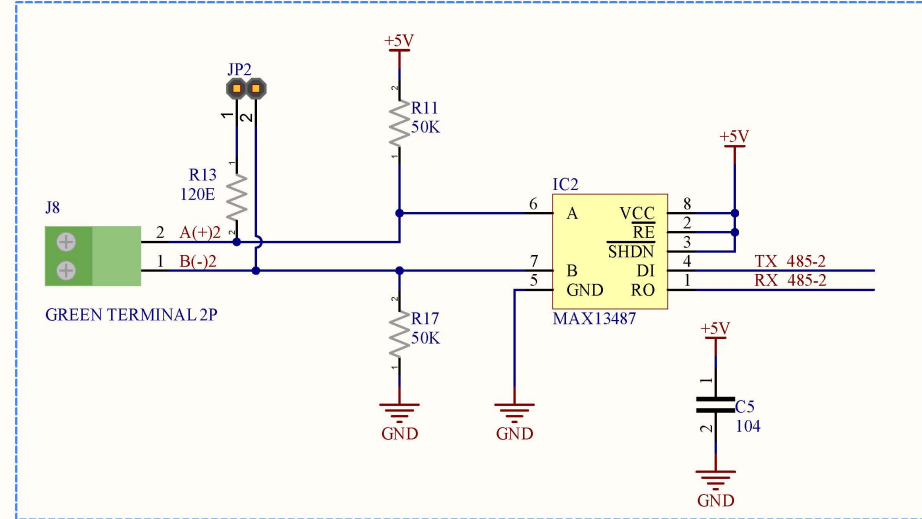 +5V
JP2
1
2
2
R11
50K
1
+5V
1
R13
120E
2
IC2
J8
6
A
VCC
8
RE
2
SHDN
3
2
A(+)2
1
B(-)2
7
B
DI
4
TX 485-2
5
GND
RO
1
RX 485-2
GREEN TERMINAL 2P
MAX13487
2
R17
50K
1
+5V
1
C5
104
2
GND
GND
GND